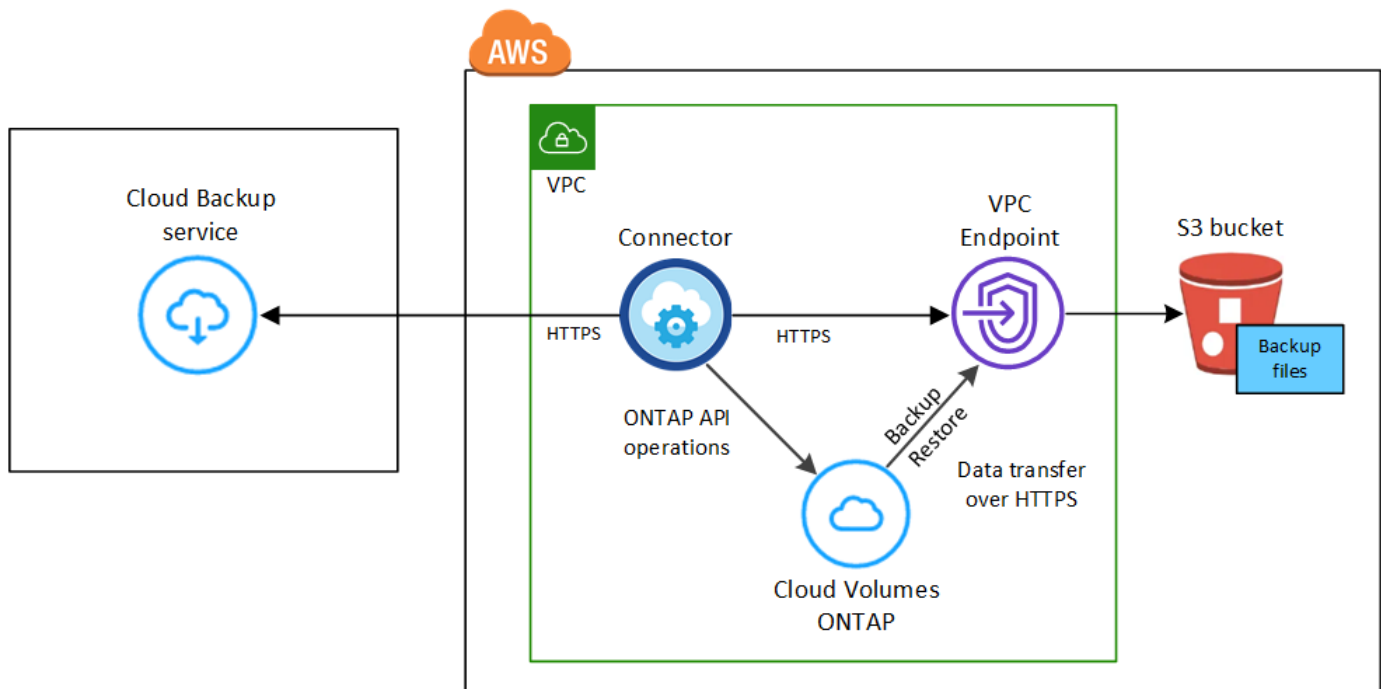 AWS
Cloud Backup
service
VPC
Connector
VPC
Endpoint
S3 bucket
HTTPS
HTTPS
Backup
files
ONTAP API
operations
Backup
Restore
Data transfer
over HTTPS
Cloud Volumes
ONTAP